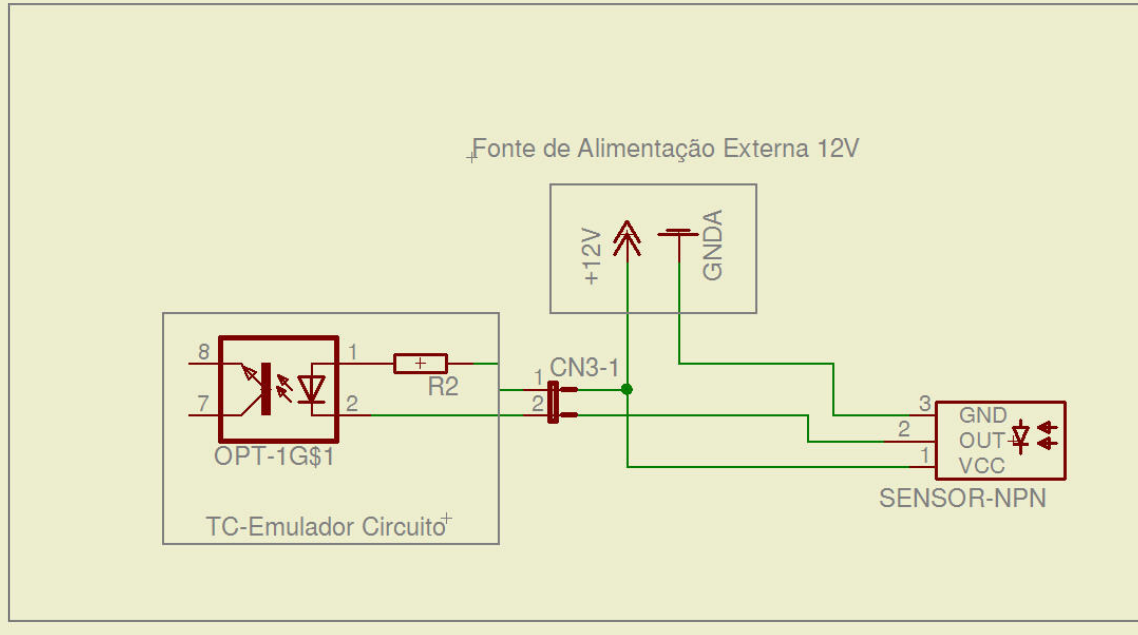 Fonte de Alimentação Externa 12V
+12V
GNDA
8
1
R2
7
2
OPT-1G$1
TC-Emulador Circuito
CN3-1
1
2
3
GND
2
OUT
1
VCC
SENSOR-NPN